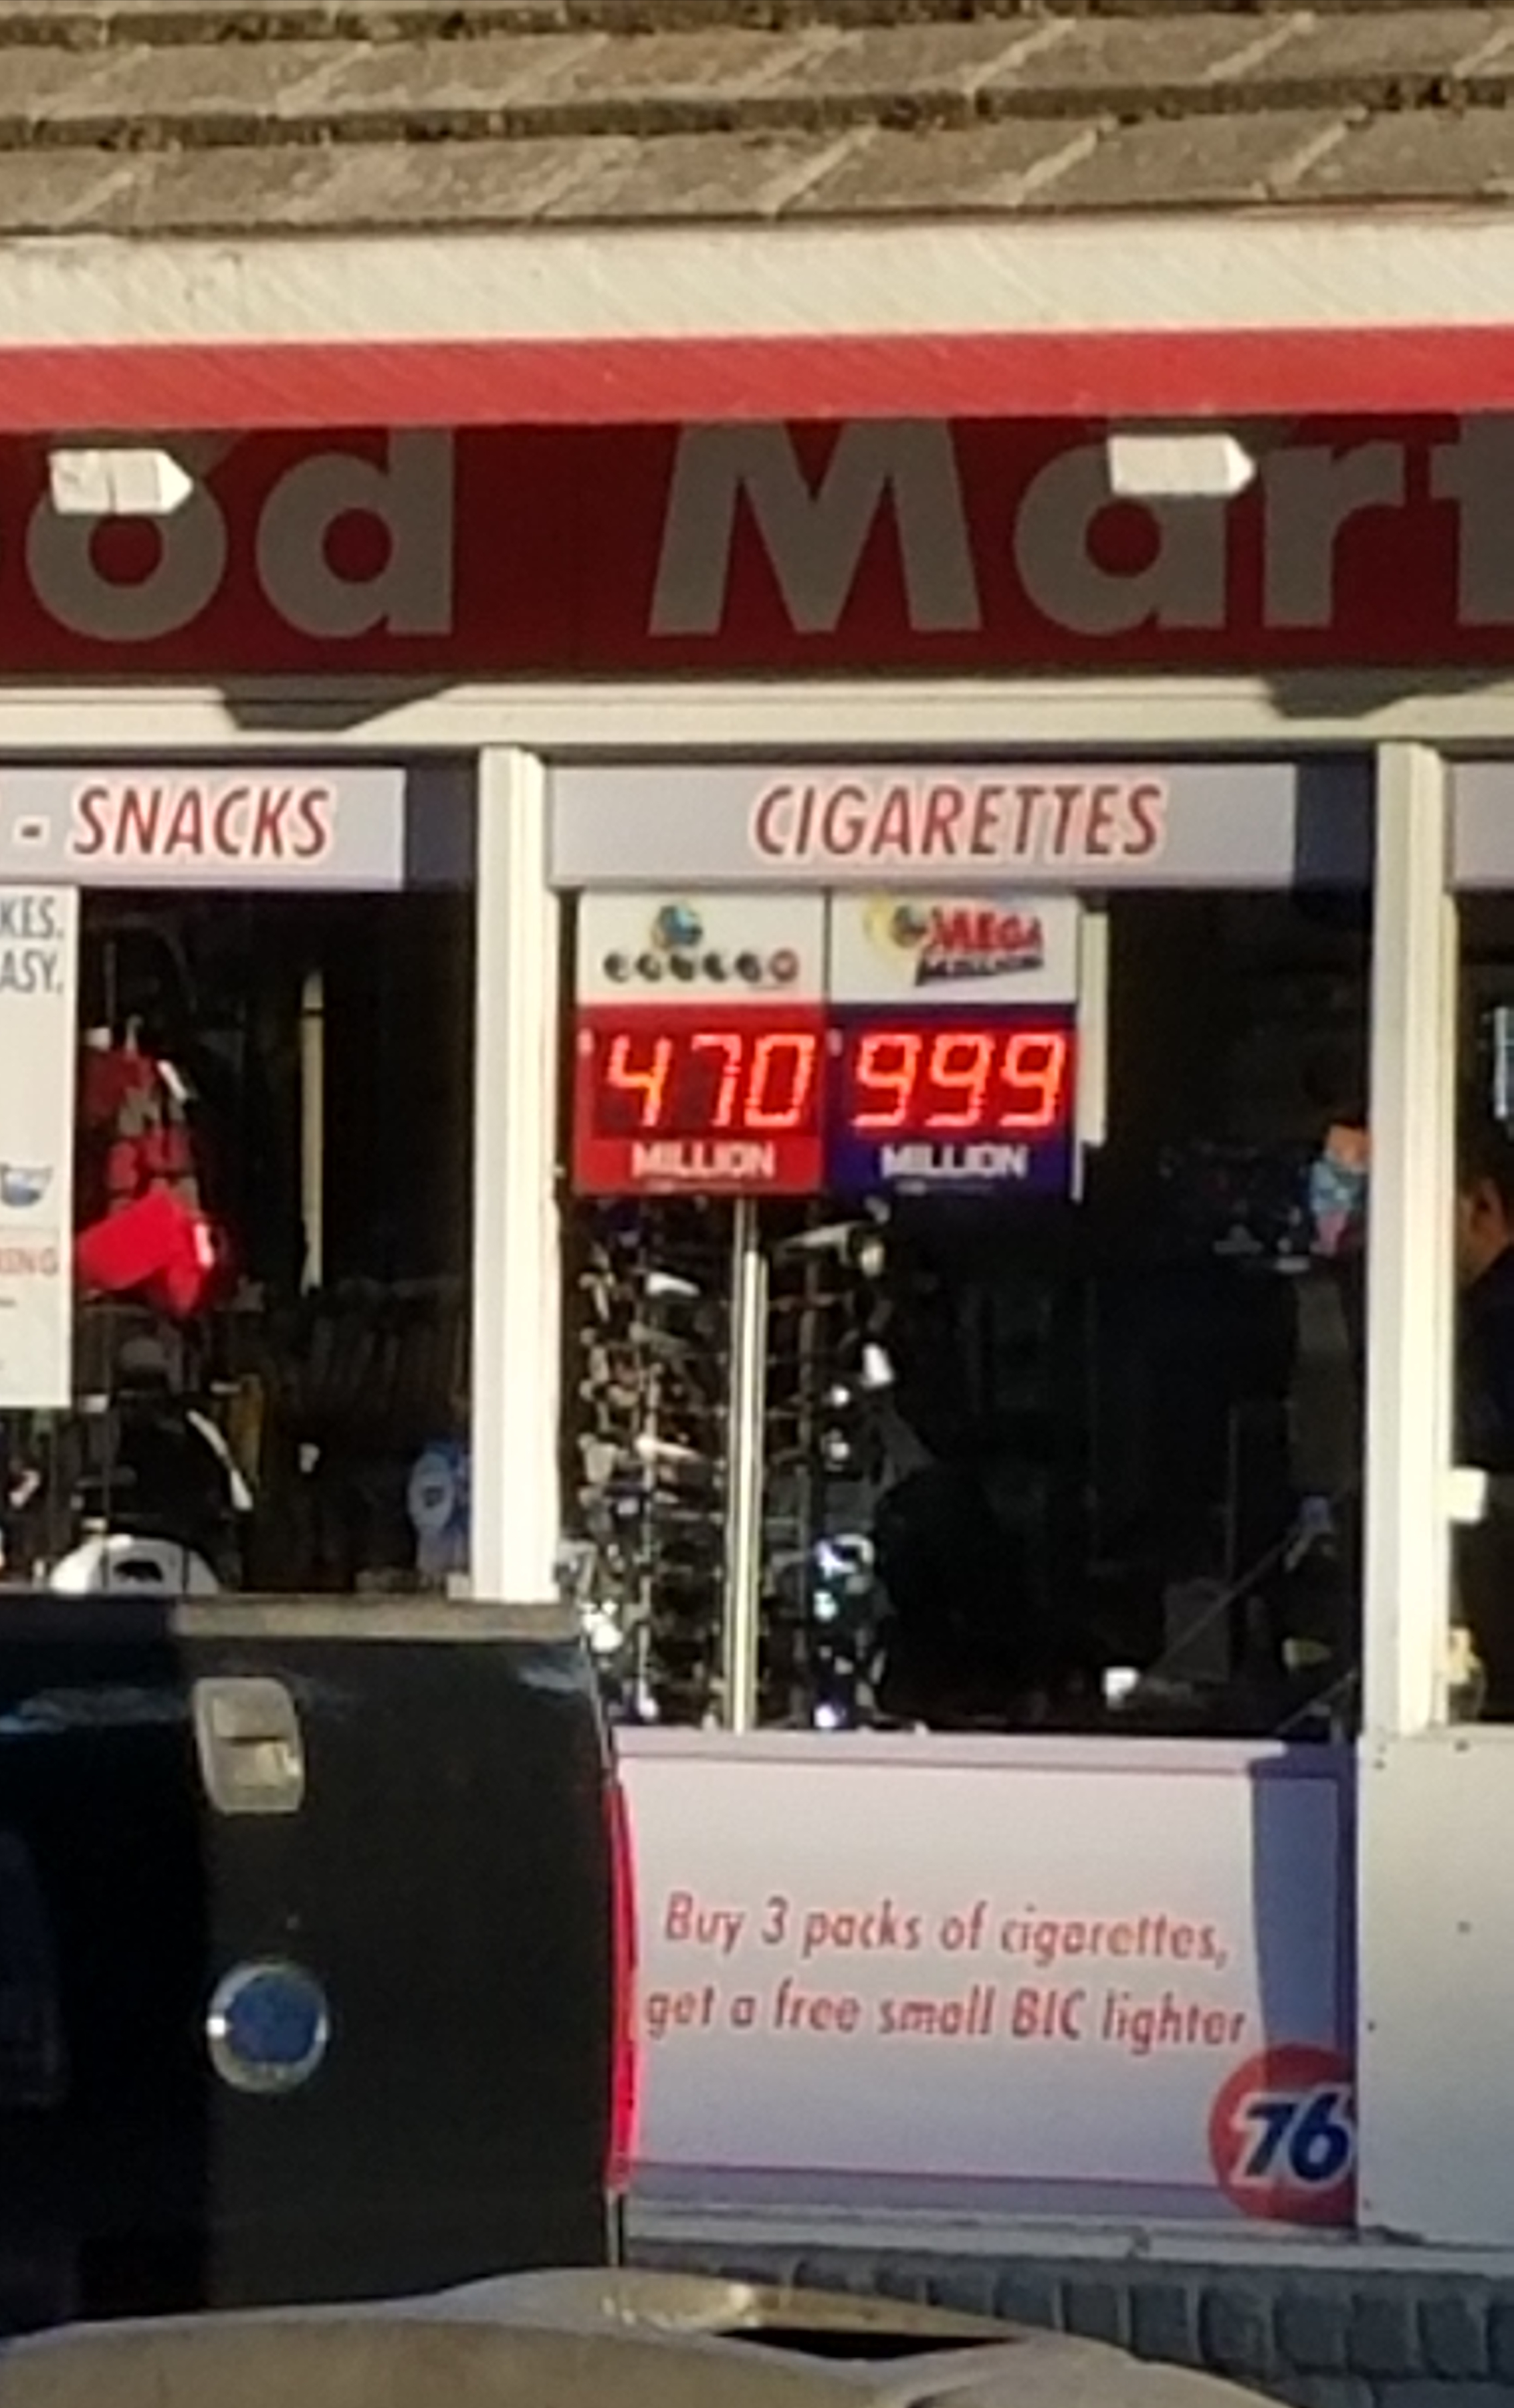 od Mart
- SNACKS
CIGARETTES
KES.
ASY.
MEGA
MILLIONS
470
999
MILLION
MILLION
Buy 3 packs of cigarettes,
get a free small BIC lighter
76